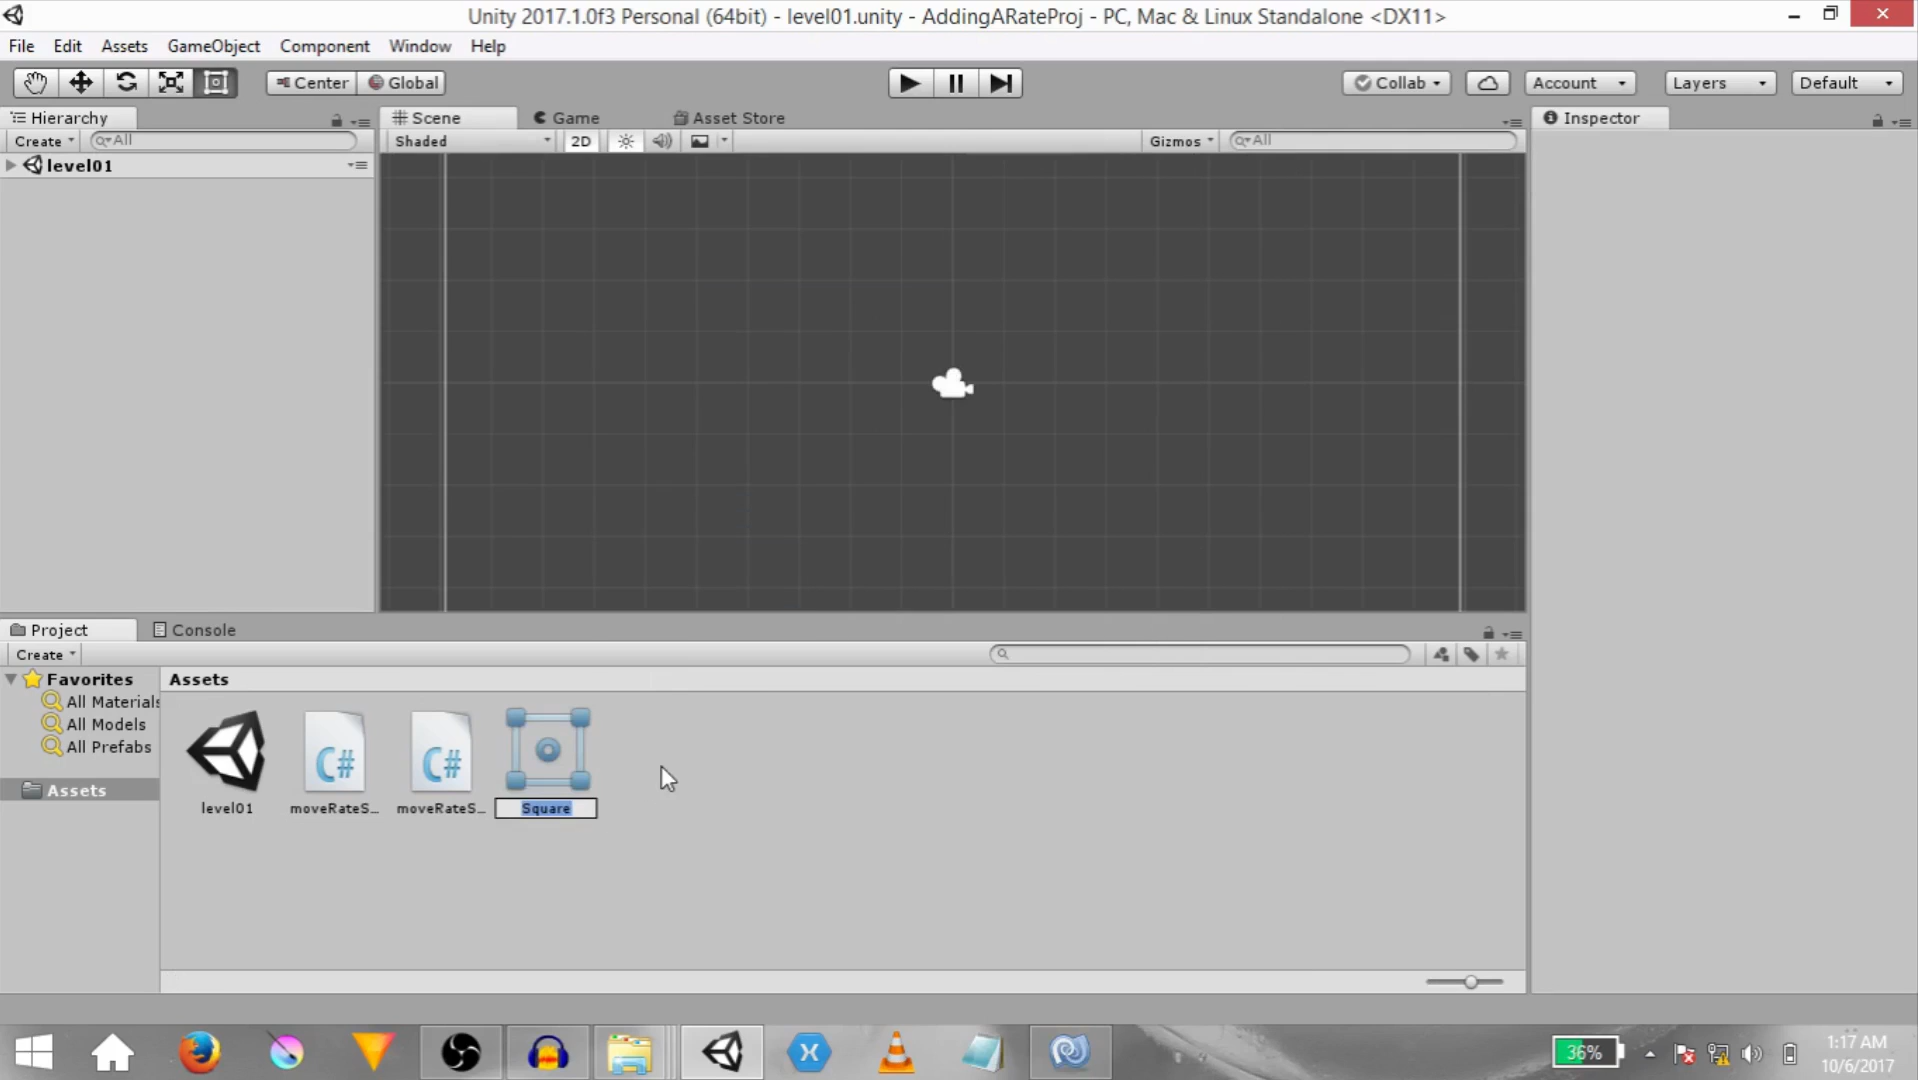 Unity 2017.1.0f3 Personal (64bit) - level01.unity - AddingARateProj - PC, Mac & Linux Standalone <DX11>
File Edit Assets GameObject Component Window Help
Center Global Collab Account Layers Default
Hierarchy Scene Game Asset Store Inspector
Create All Shaded 2D Gizmos All
level01
Project Console
Create
Favorites Assets
All Materials
All Models
All Prefabs
Assets
C# C#
level01 moveRateS... moveRateS... Square
36% 1:17 AM
10/6/2017